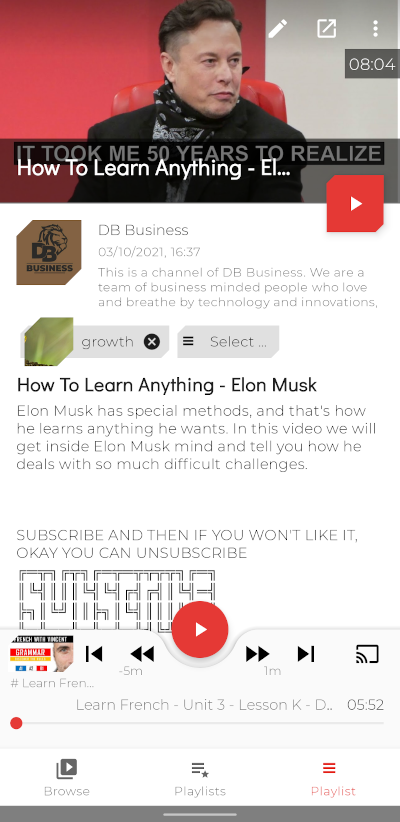 08:04
IT TOOK ME 50 YEARS TO REALIZE
How To Learn Anything - El...
DB Business
03/10/2021, 16:37
This is a channel of DB Business. We are a
team of business minded people who love
and breathe by technology and innovations,
DB
BUSINESS
growth
Select ...
How To Learn Anything - Elon Musk
Elon Musk has special methods, and that's how
he learns anything he wants. In this video we will
get inside Elon Musk mind and tell you how he
deals with so much difficult challenges.
SUBSCRIBE AND THEN IF YOU WON'T LIKE IT,
OKAY YOU CAN UNSUBSCRIBE
FRENCH WITH VINCENT
GRAMMAR
-5m
1m
# Learn Fren...
Learn French - Unit 3 - Lesson K - D..
05:52
Browse
Playlists
Playlist